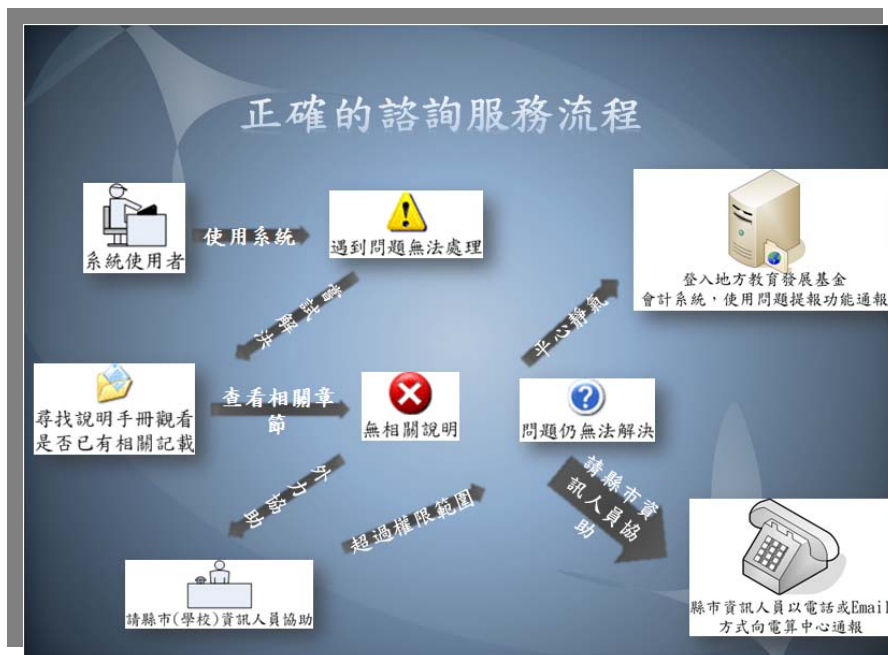 正確的諮詢服務流程
系統使用者
使用系統
遇到問題無法處理
嘗試解決
尋找說明手冊觀看
是否已有相關記載
查看相關章
節
無相關說明
外力協
助
請縣市(學校)資訊人員協助
超過權限範圍
問題仍無法解決
平心靜氣
登入地方教育發展基金
會計系統，使用問題提報功能通報
請縣市資
訊人員協
助
縣市資訊人員以電話或Email
方式向電算中心通報